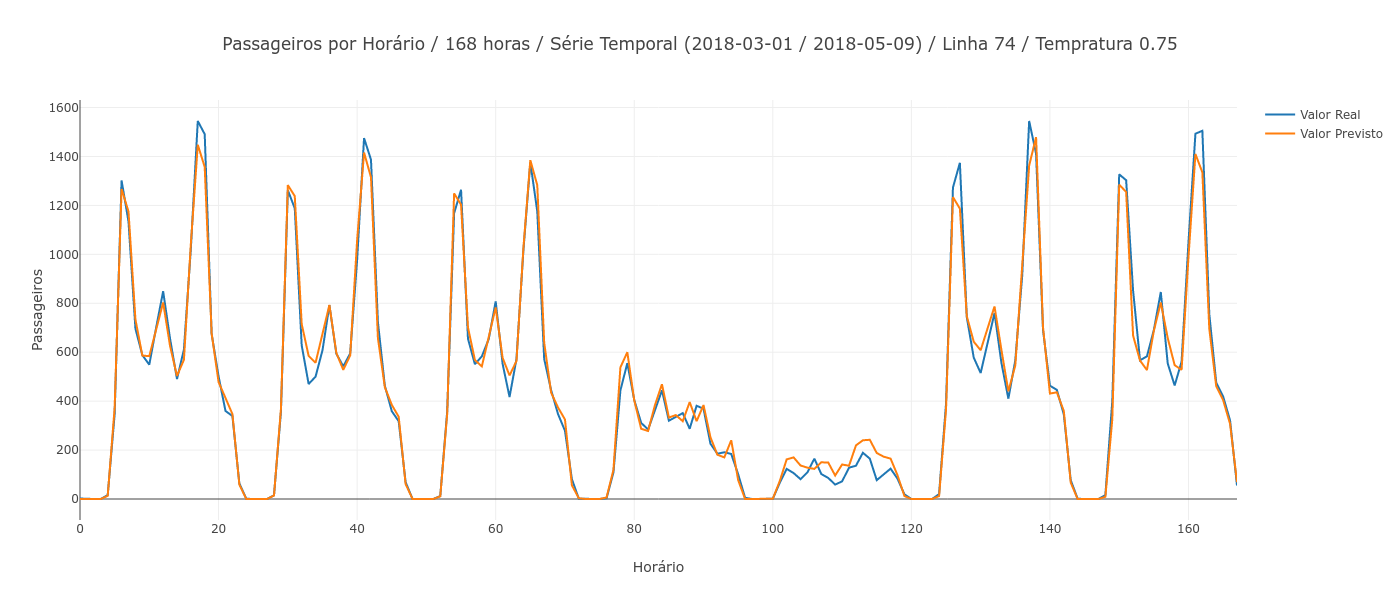 Passageiros por Horário / 168 horas / Série Temporal (2018-03-01 / 2018-05-09) / Linha 74 / Tempratura 0.75
Valor Real
Valor Previsto
Passageiros
1600
1400
1200
1000
800
600
400
200
0
0 20 40 60 80 100 120 140 160
Horário